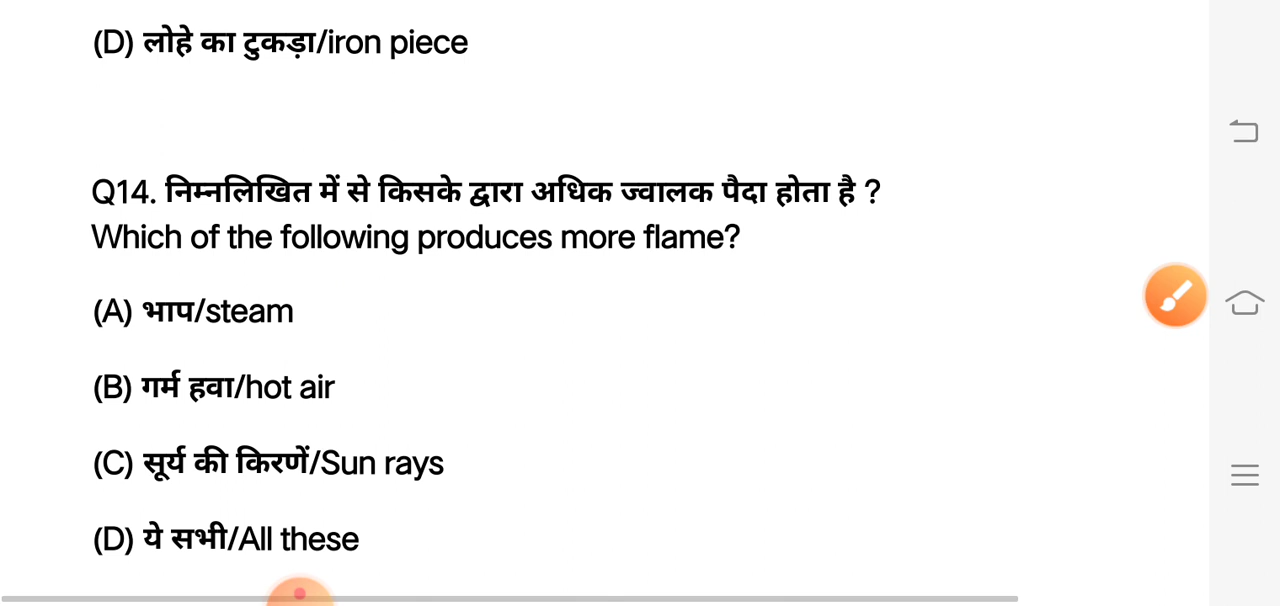 (D) लोहे का टुकड़ा/iron piece
Q14. निम्नलिखित में से किसके द्वारा अधिक ज्वालक पैदा होता है ?
Which of the following produces more flame?
(A) भाप/steam
(B) गर्म हवा/hot air
(C) सूर्य की किरणें/Sun rays
(D) ये सभी/All these